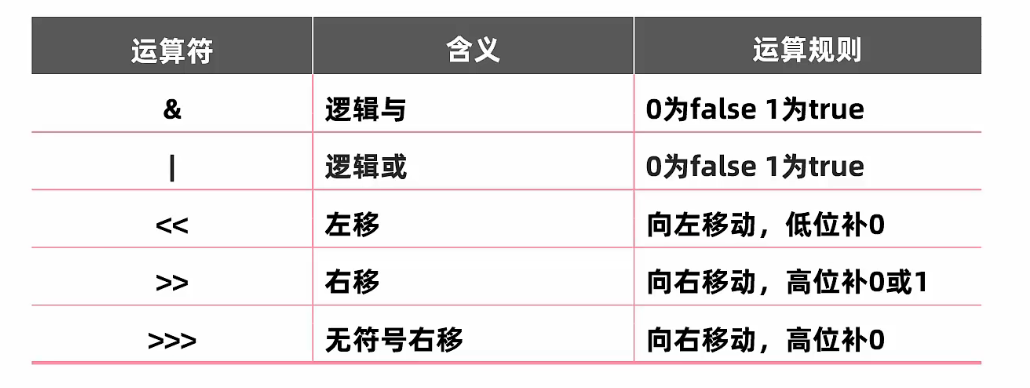 运算符 含义 运算规则
& 逻辑与 0为false 1为true
| 逻辑或 0为false 1为true
<< 左移 向左移动，低位补0
>> 右移 向右移动，高位补0或1
>>> 无符号右移 向右移动，高位补0